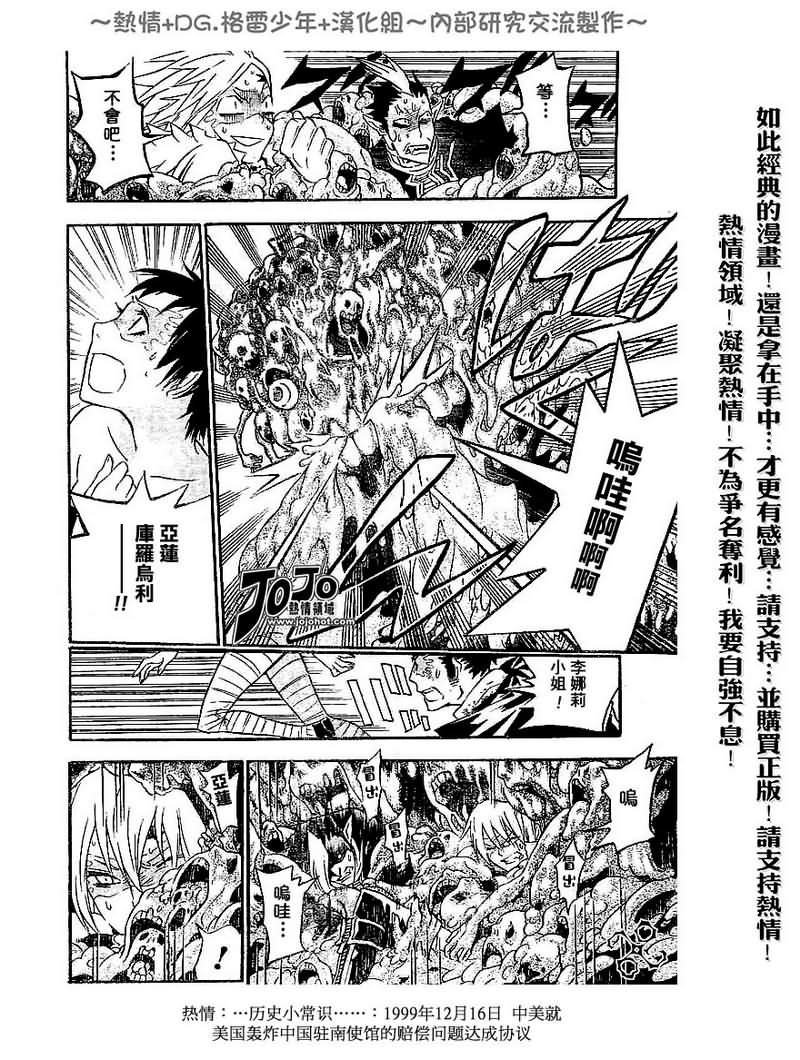 ～熱情+DG.格雷少年+漢化組～內部研究交流製作～
如此經典的漫畫！還是拿在手中…才更有感覺…請支持…並購買正版！請支持熱情！
熱情領域！凝聚熱情！不為爭名奪利！我要自強不息！
等…
不會吧…
嗚哇啊啊啊
亞蓮
庫羅烏利
——!!
JOJO
熱情領域
www.jojohot.com
李娜莉
小姐！
嗚
冒出
冒出
冒出
嗚哇…
亞蓮
！
熱情：…历史小常识……：1999年12月16日 中美就
美国轰炸中国驻南使馆的赔偿问题达成协议